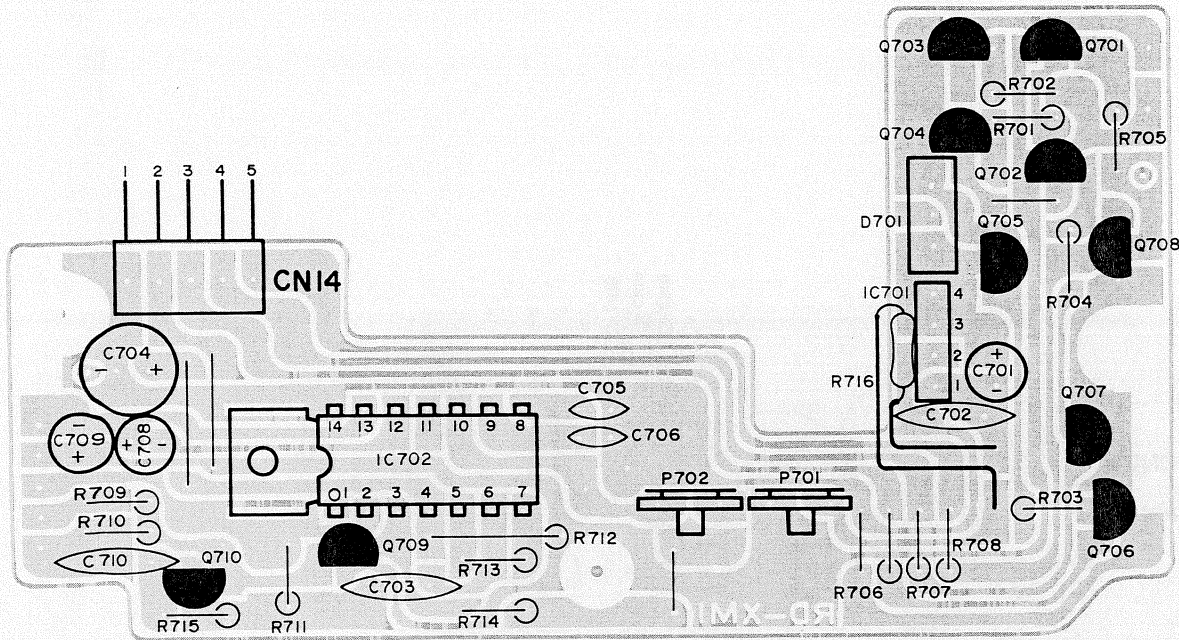 Q703
Q701
R702
Q704
R701
R705
Q702
1 2 3 4 5
D701
Q705
Q708
CN14
IC701
4
3
2
1
R704
C704
- +
R716
+
C701
-
C705
Q707
C702
-
C709
+
+ C708 -
C706
14 13 12 11 10 9 8
IC702
1 2 3 4 5 6 7
P702
P701
R709
R703
R710
Q709
R712
R708
Q706
C710
Q710
R713
C703
R706
R707
R715
R711
R714
RD-XM1